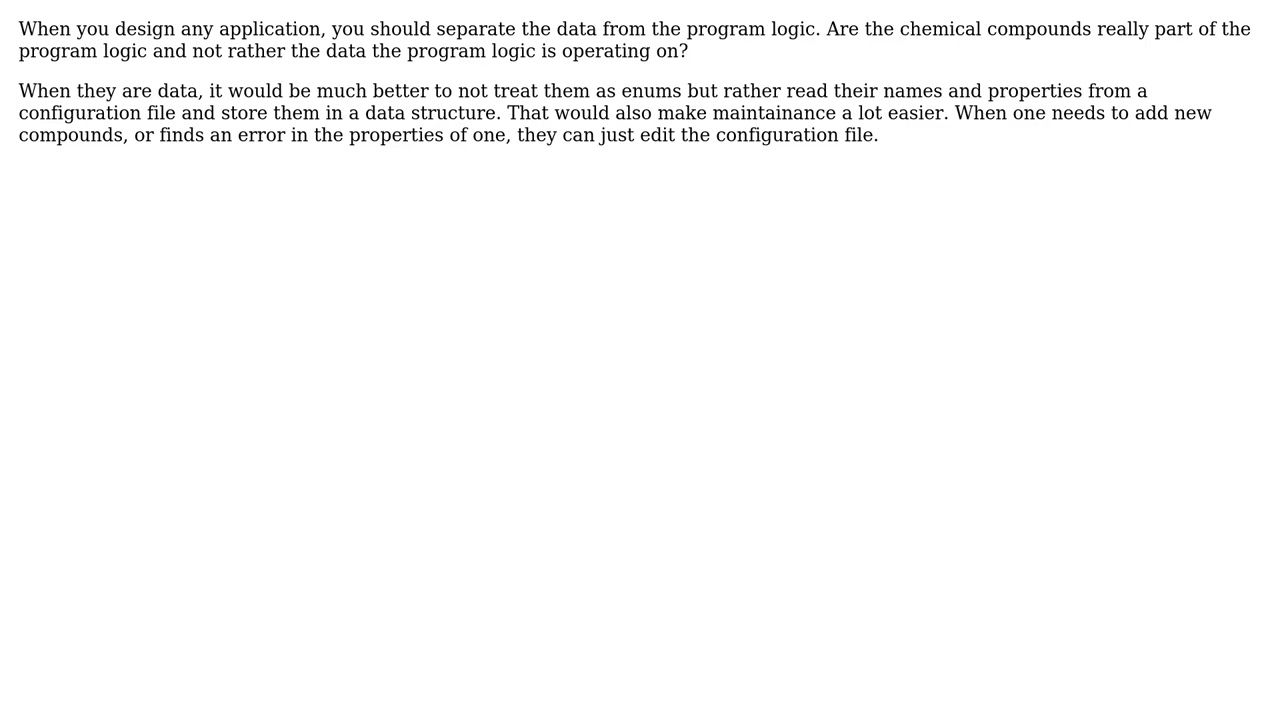 When you design any application, you should separate the data from the program logic. Are the chemical compounds really part of the
program logic and not rather the data the program logic is operating on?
When they are data, it would be much better to not treat them as enums but rather read their names and properties from a
configuration file and store them in a data structure. That would also make maintainance a lot easier. When one needs to add new
compounds, or finds an error in the properties of one, they can just edit the configuration file.